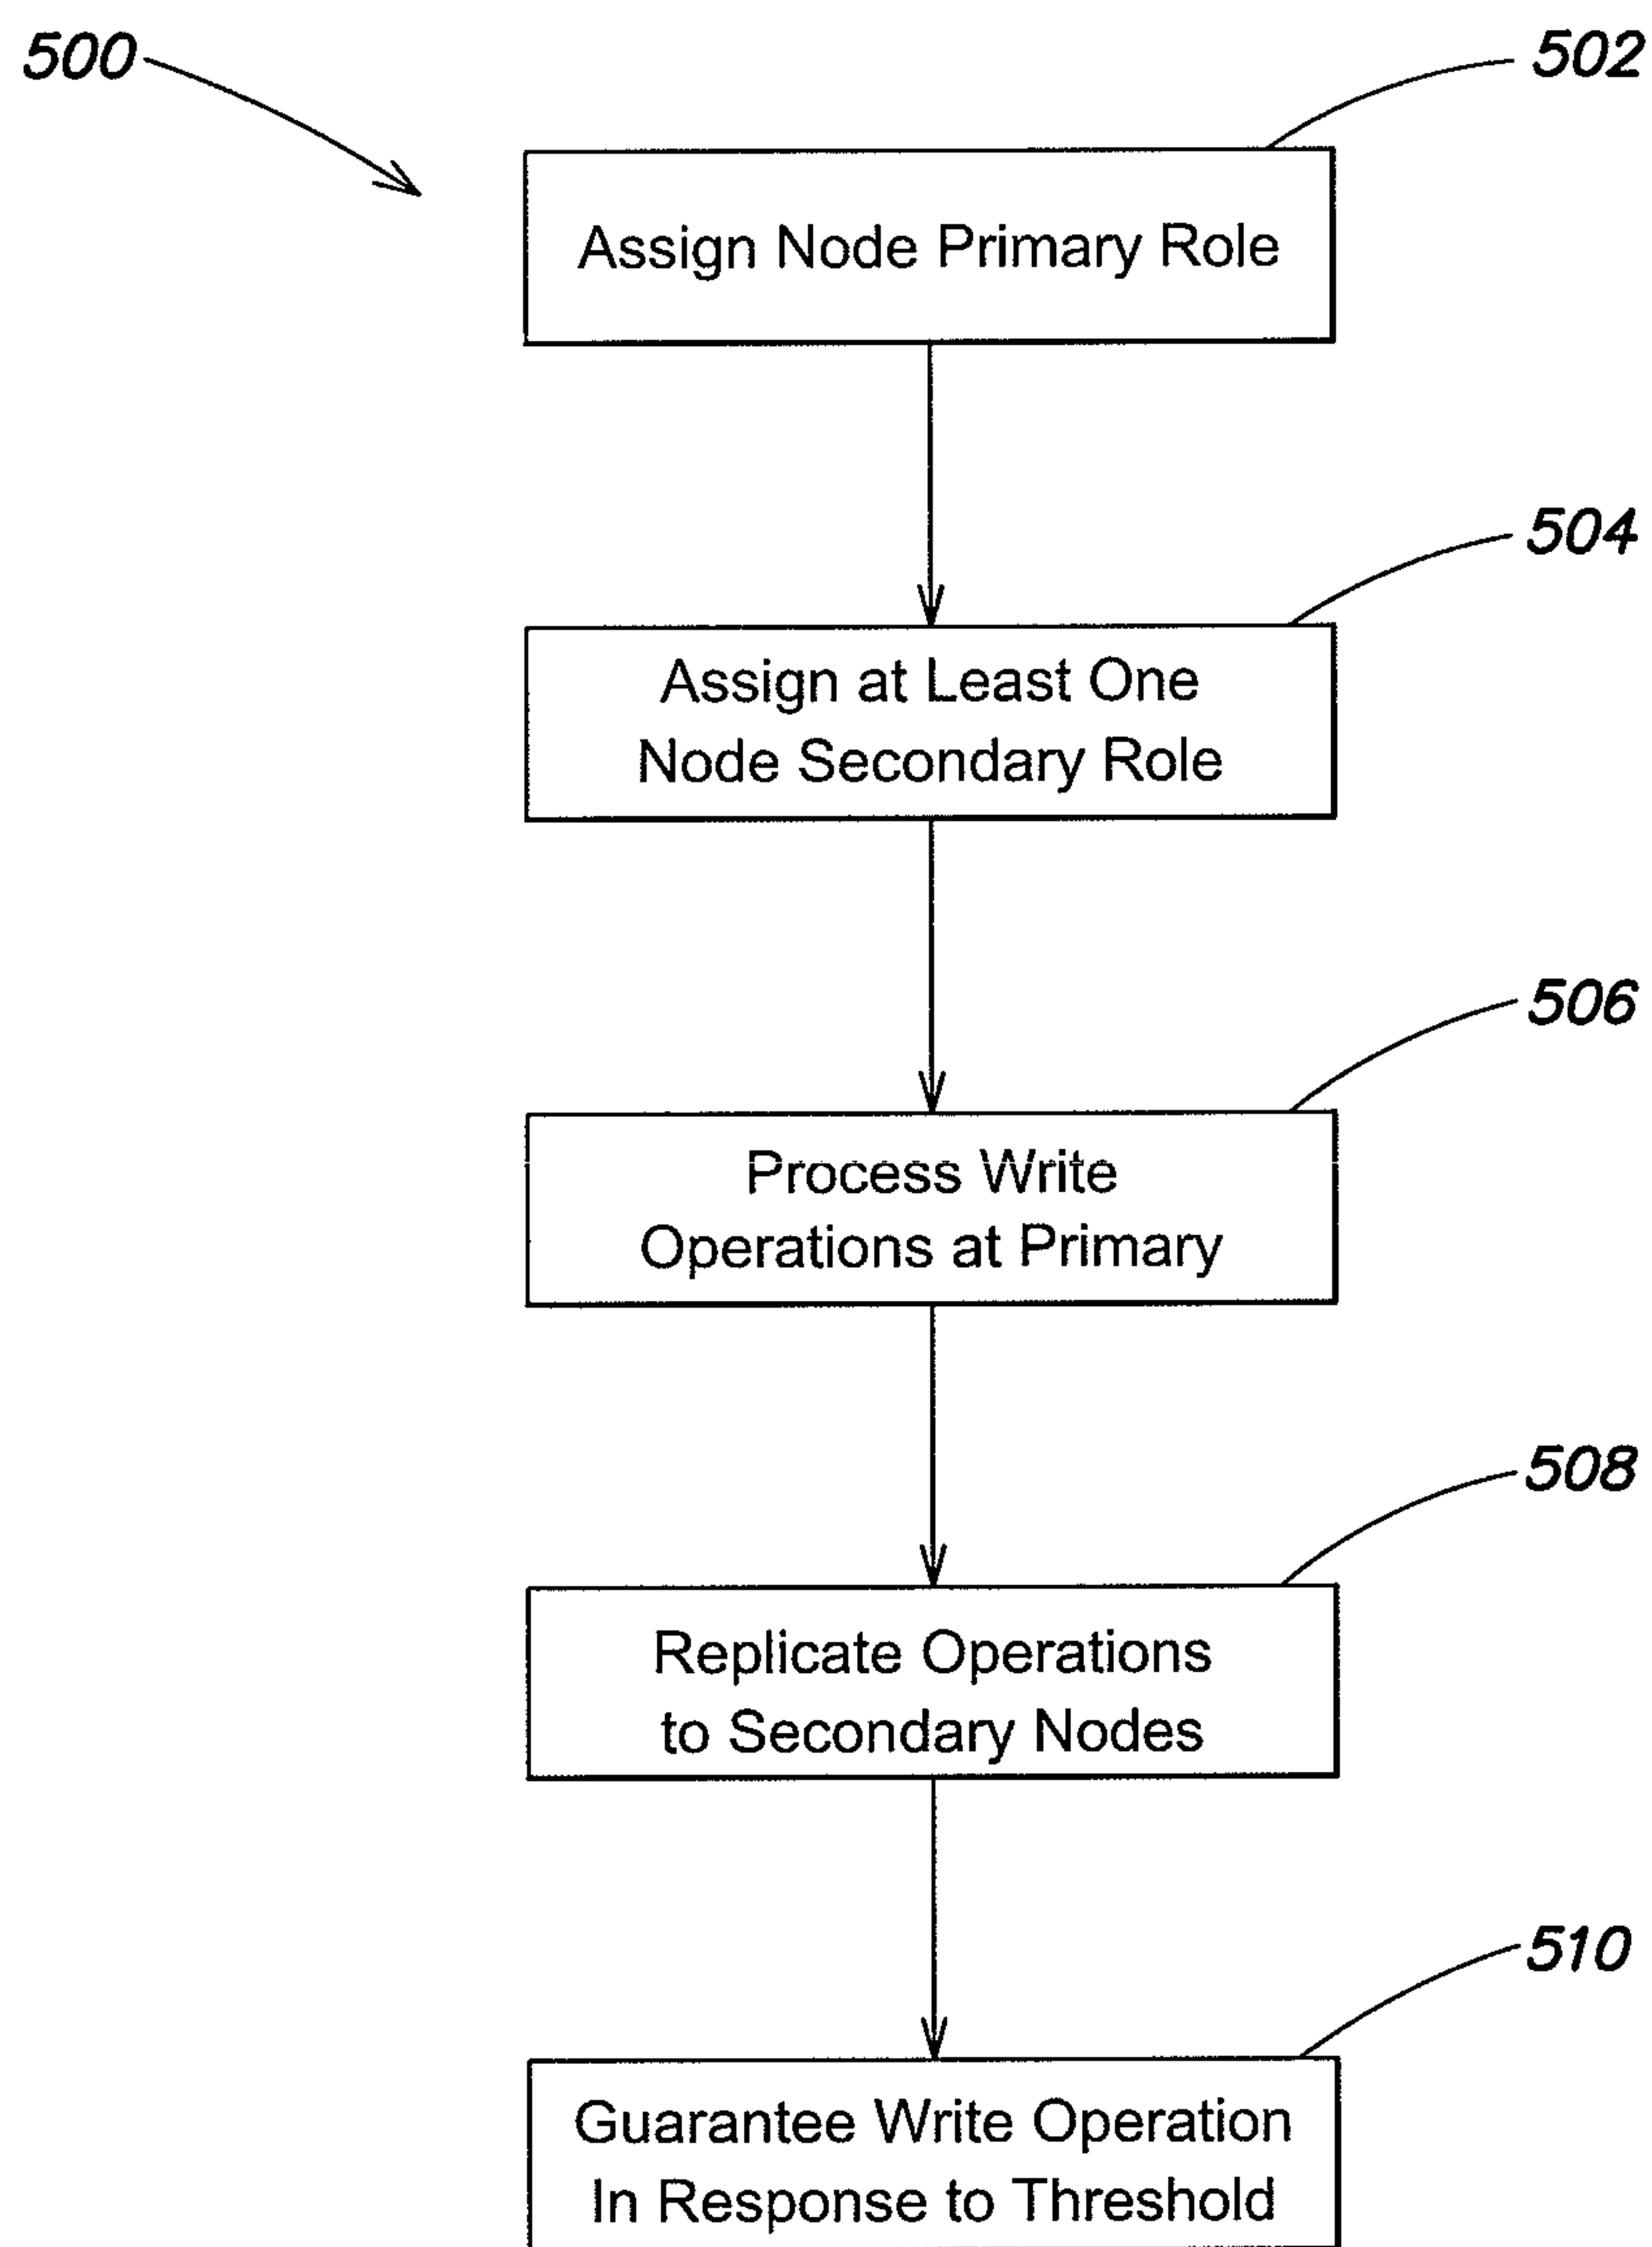 500
502
Assign Node Primary Role
504
Assign at Least One
Node Secondary Role
506
Process Write
Operations at Primary
508
Replicate Operations
to Secondary Nodes
510
Guarantee Write Operation
In Response to Threshold